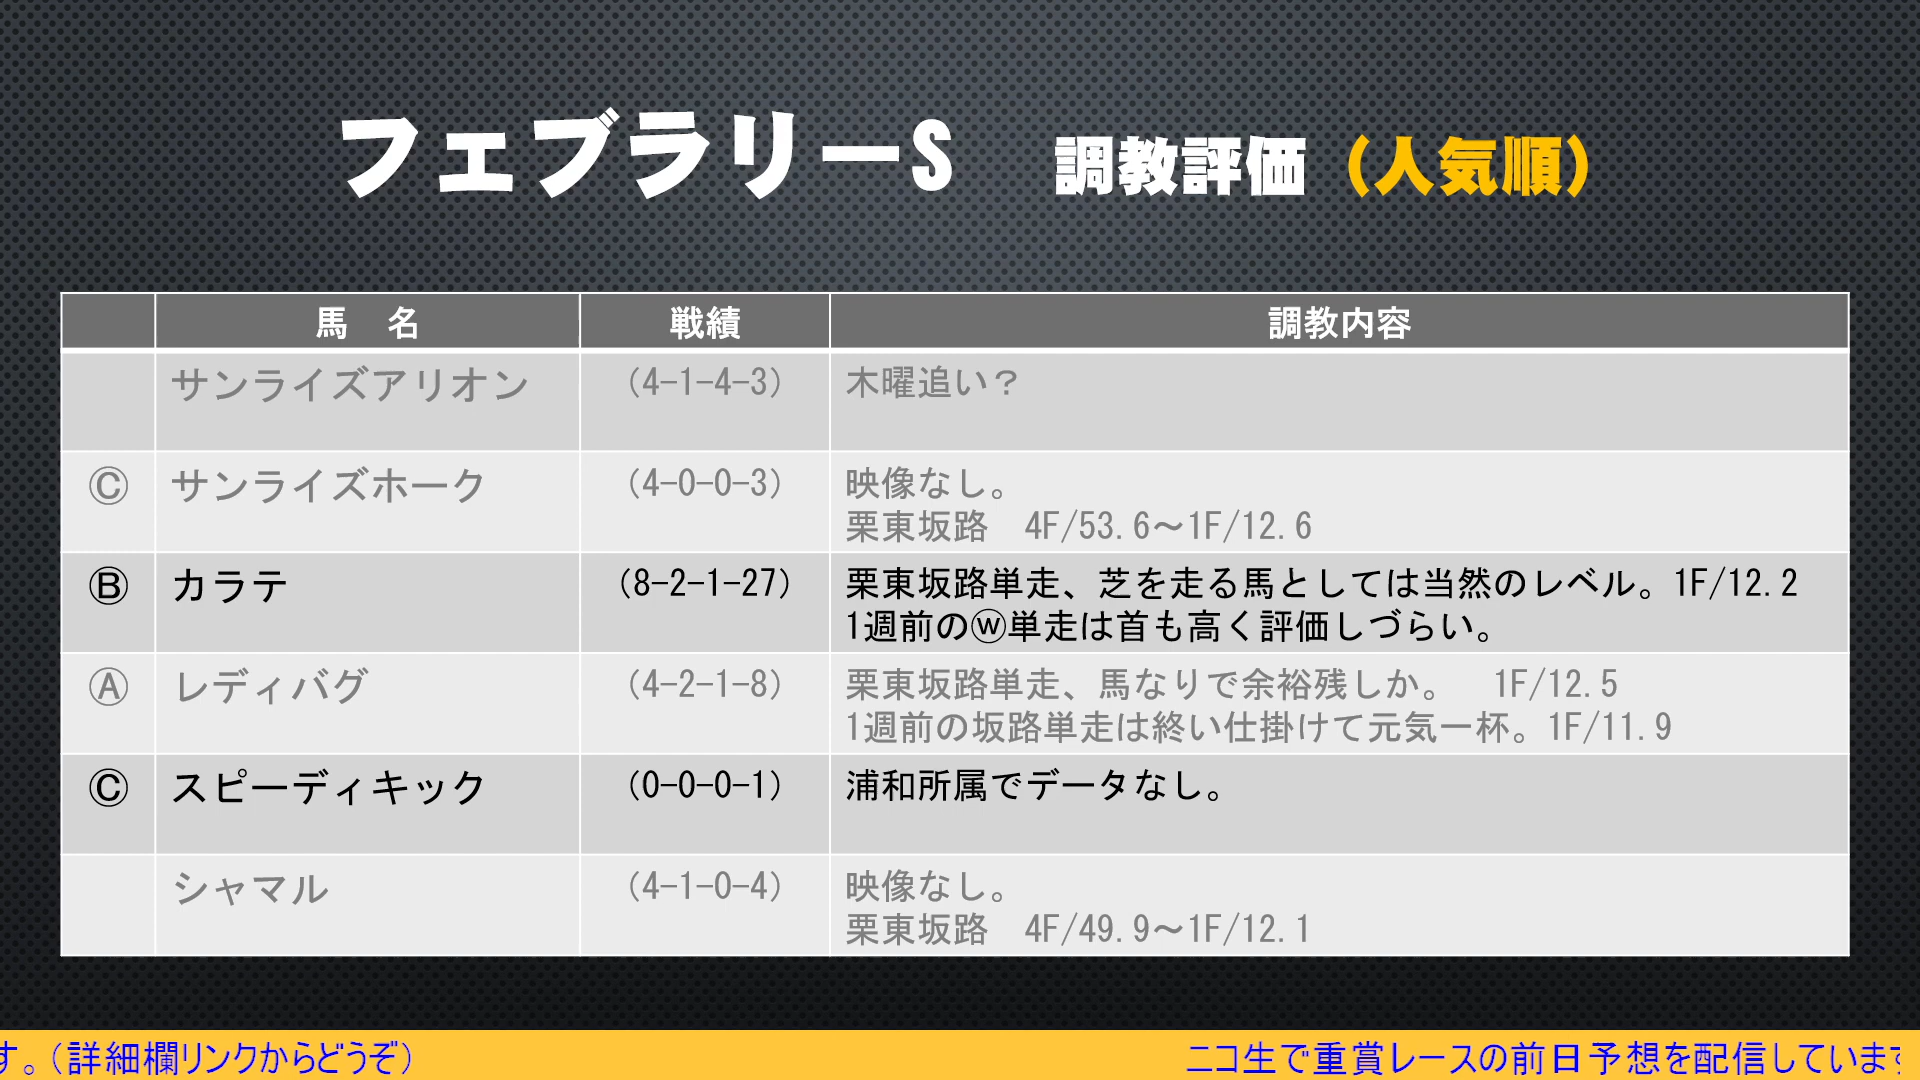 フェブラリーS　調教評価（人気順）
馬　名　戦績　調教内容
サンライズアリオン　（4-1-4-3）　木曜追い？
Ⓒ　サンライズホーク　（4-0-0-3）　映像なし。
栗東坂路　4F/53.6～1F/12.6
Ⓑ　カラテ　（8-2-1-27）　栗東坂路単走、芝を走る馬としては当然のレベル。1F/12.2
1週前のⓦ単走は首も高く評価しづらい。
Ⓐ　レディバグ　（4-2-1-8）　栗東坂路単走、馬なりで余裕残しか。　1F/12.5
1週前の坂路単走は終い仕掛けて元気一杯。1F/11.9
Ⓒ　スピーディキック　（0-0-0-1）　浦和所属でデータなし。
シャマル　（4-1-0-4）　映像なし。
栗東坂路　4F/49.9～1F/12.1
す。（詳細欄リンクからどうぞ）　ニコ生で重賞レースの前日予想を配信しています